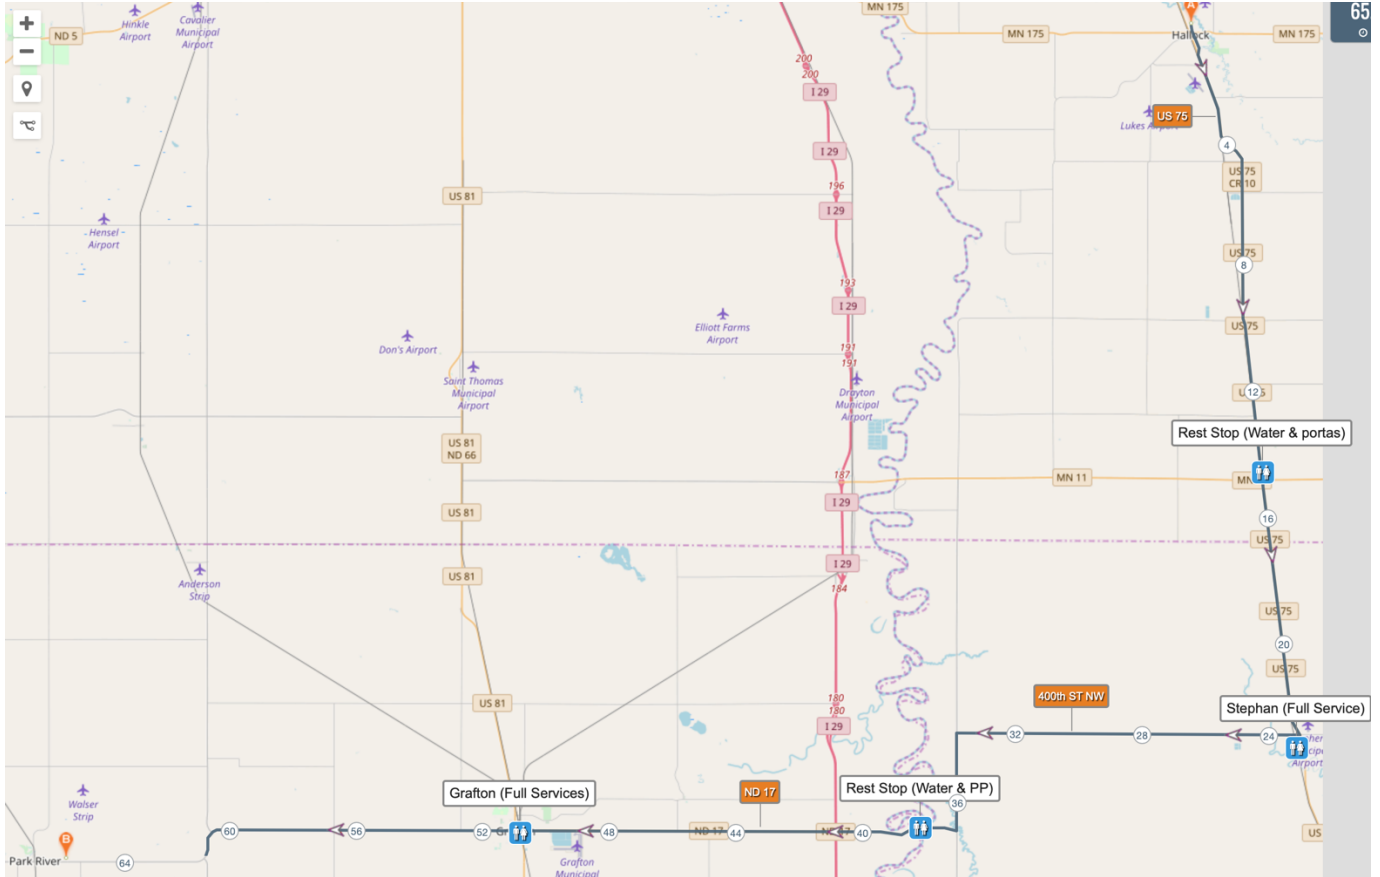 MN 175
65
Hinkle
Airport
Cavalier
Municipal
Airport
ND 5
A
Hallock
MN 175
MN 175
200
200
I 29
Lukes
US 75
4
I 29
US 75
CR 10
196
US 81
I 29
Hensel
Airport
US 75
8
193
I 29
Elliott Farms
Airport
US 75
Don's Airport
191
191
Saint Thomas
Municipal
Airport
Drayton
Municipal
Airport
12
Rest Stop (Water & portas)
US 81
ND 66
187
MN 11
MN
I 29
US 81
16
US 75
I 29
US 81
184
Anderson
Strip
US 75
20
US 75
180
180
US 81
400th ST NW
Stephan (Full Service)
I 29
32
28
24
Airport
Walser
Strip
Grafton (Full Services)
ND 17
Rest Stop (Water & PP)
36
60
56
52
48
ND 17
44
40
US
B
Park River
64
Grafton
Municipal